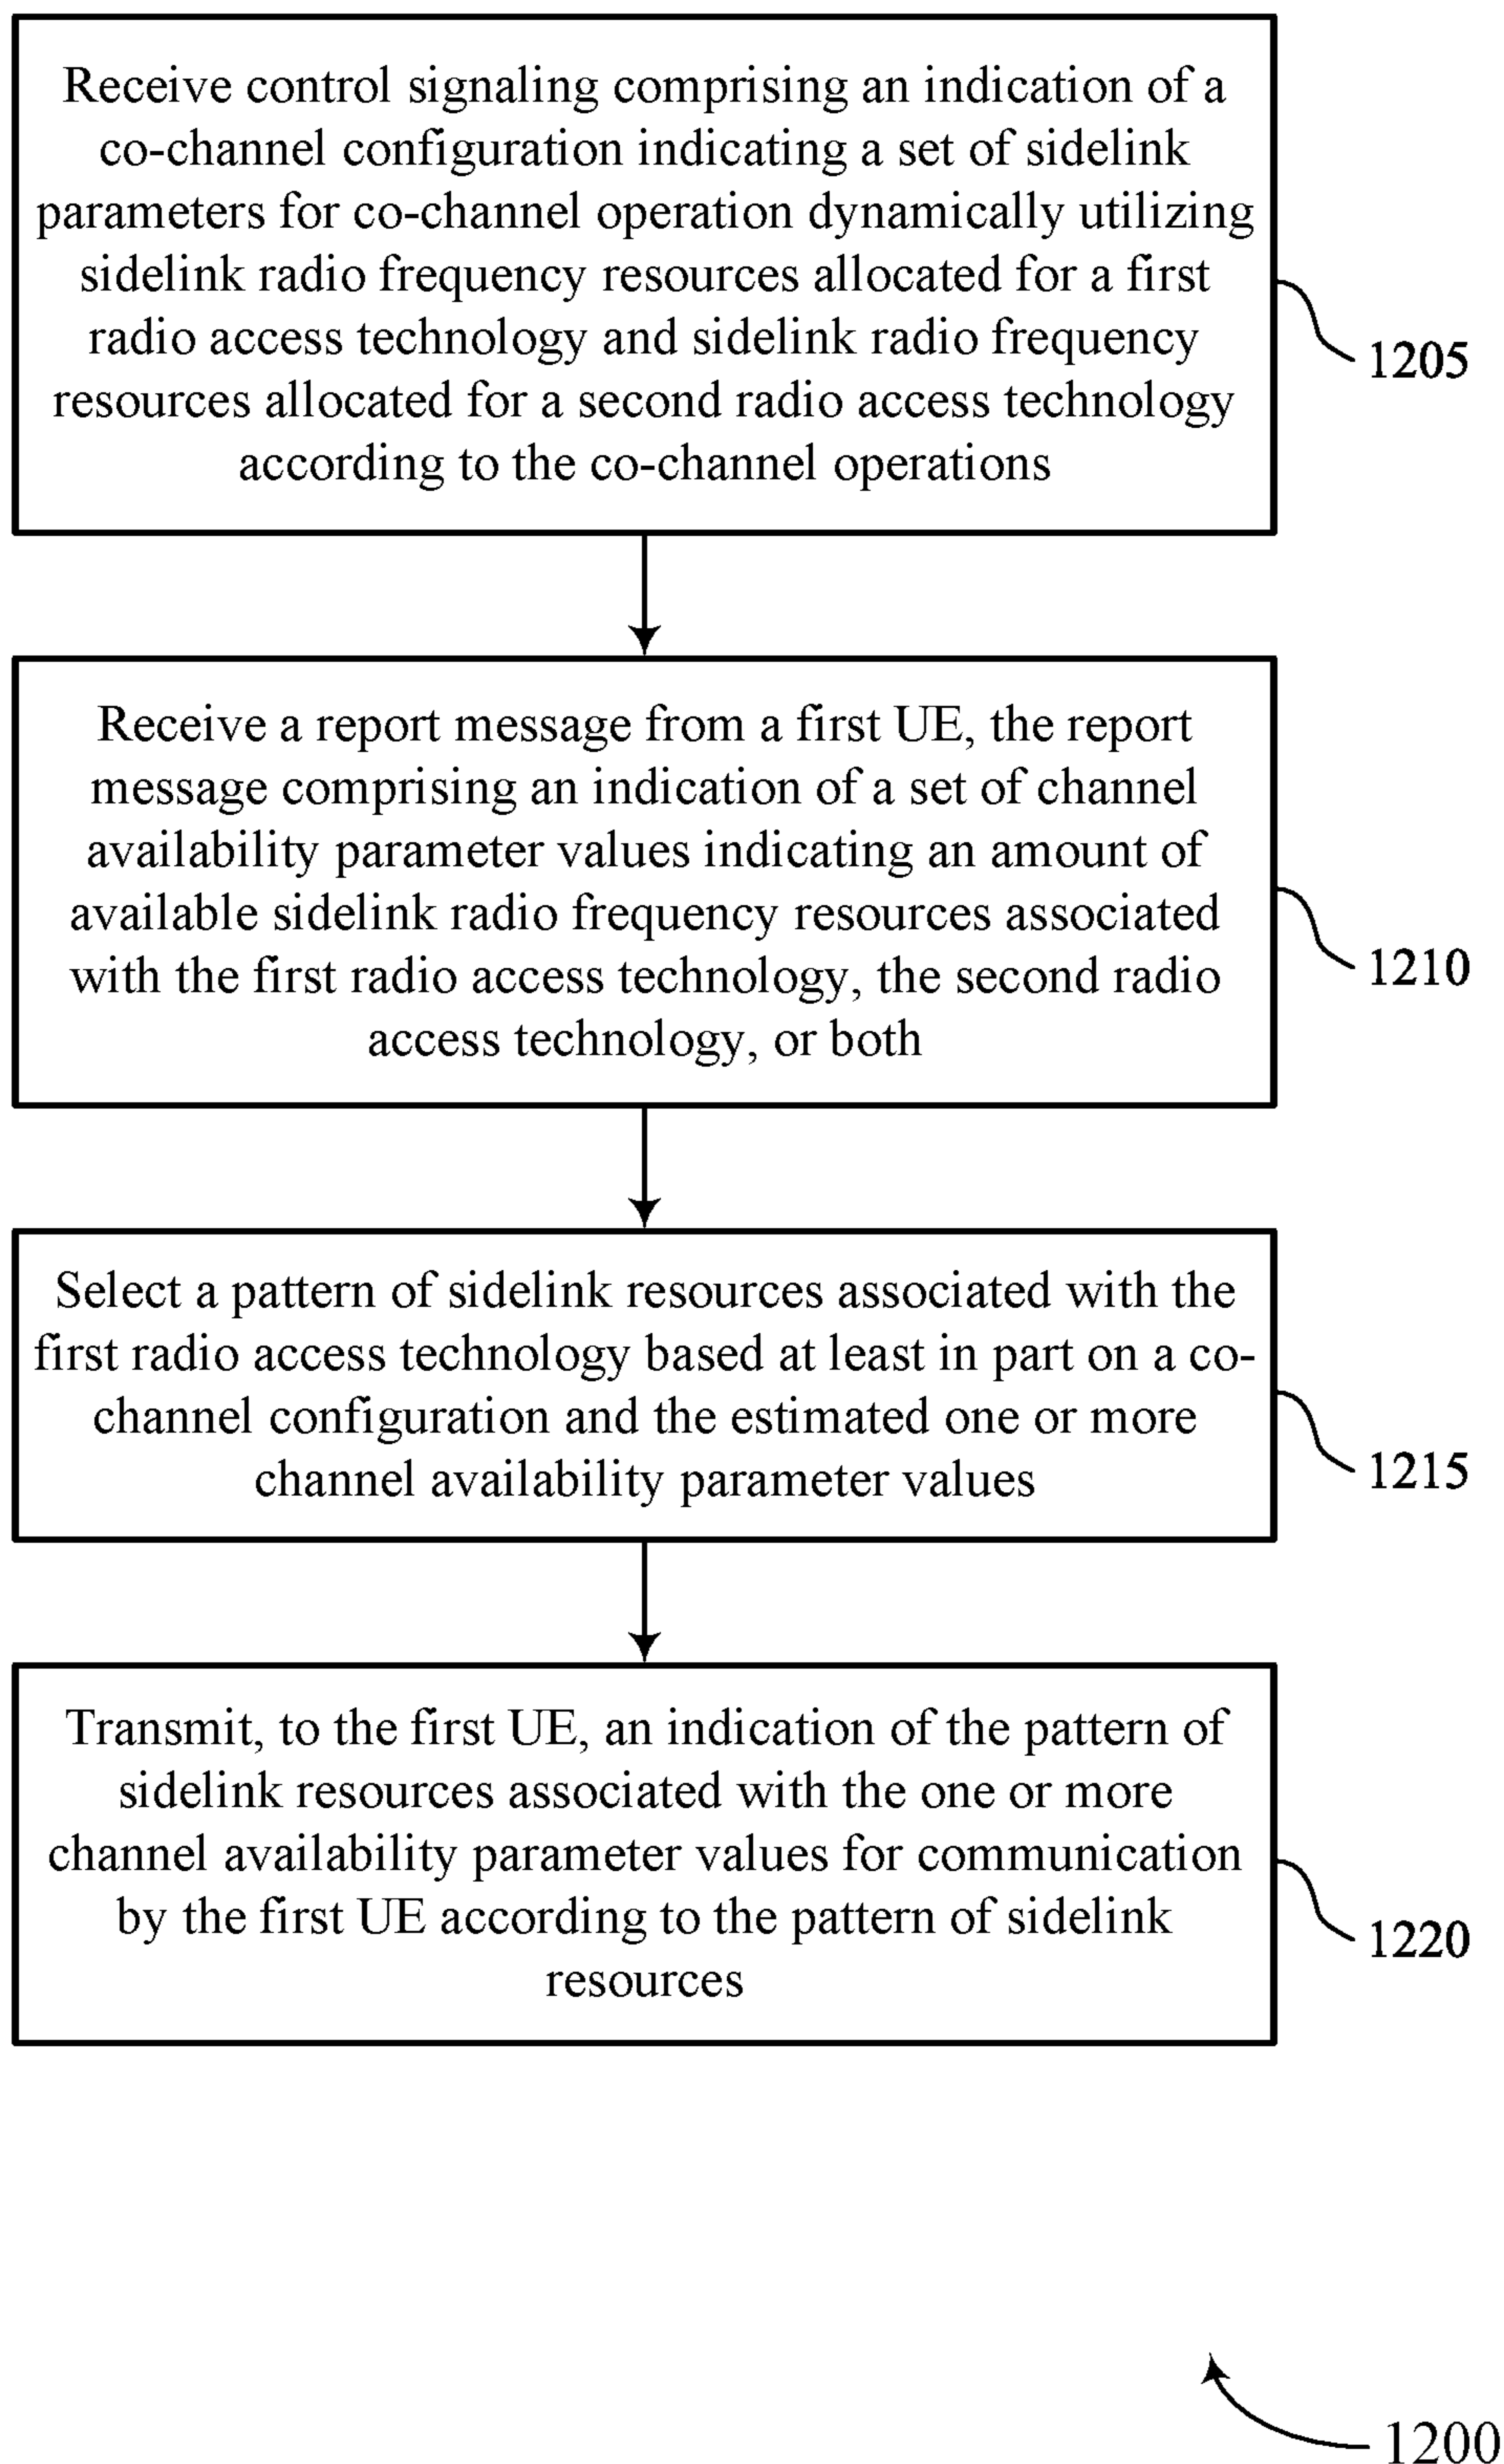 Receive control signaling comprising an indication of a
co-channel configuration indicating a set of sidelink
parameters for co-channel operation dynamically utilizing
sidelink radio frequency resources allocated for a first
radio access technology and sidelink radio frequency
resources allocated for a second radio access technology
according to the co-channel operations
1205
Receive a report message from a first UE, the report
message comprising an indication of a set of channel
availability parameter values indicating an amount of
available sidelink radio frequency resources associated
with the first radio access technology, the second radio
access technology, or both
1210
Select a pattern of sidelink resources associated with the
first radio access technology based at least in part on a co-
channel configuration and the estimated one or more
channel availability parameter values
1215
Transmit, to the first UE, an indication of the pattern of
sidelink resources associated with the one or more
channel availability parameter values for communication
by the first UE according to the pattern of sidelink
resources
1220
1200